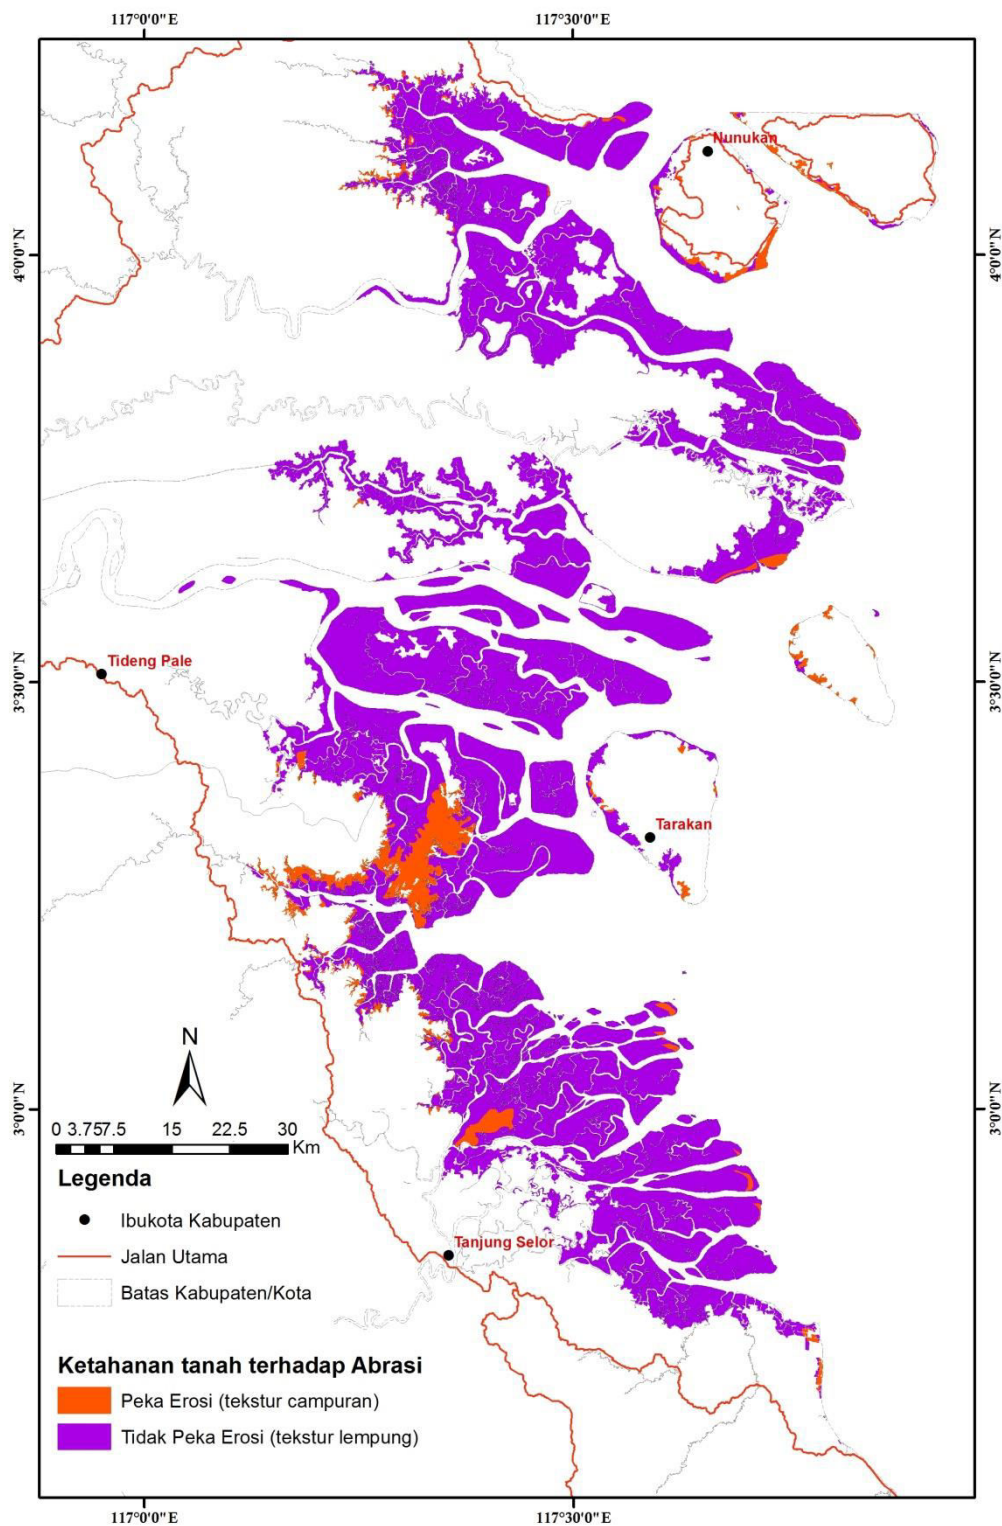 117°0'0"E 117°30'0"E
Nunukan
4°0'0"N 4°0'0"N
Tideng Pale
3°30'0"N 3°30'0"N
Tarakan
N
3°0'0"N 3°0'0"N
0 3.75 7.5 15 22.5 30
Km
Legenda
Ibukota Kabupaten
Tanjung Selor
Jalan Utama
Batas Kabupaten/Kota
Ketahanan tanah terhadap Abrasi
Peka Erosi (tekstur campuran)
Tidak Peka Erosi (tekstur lempung)
117°0'0"E 117°30'0"E